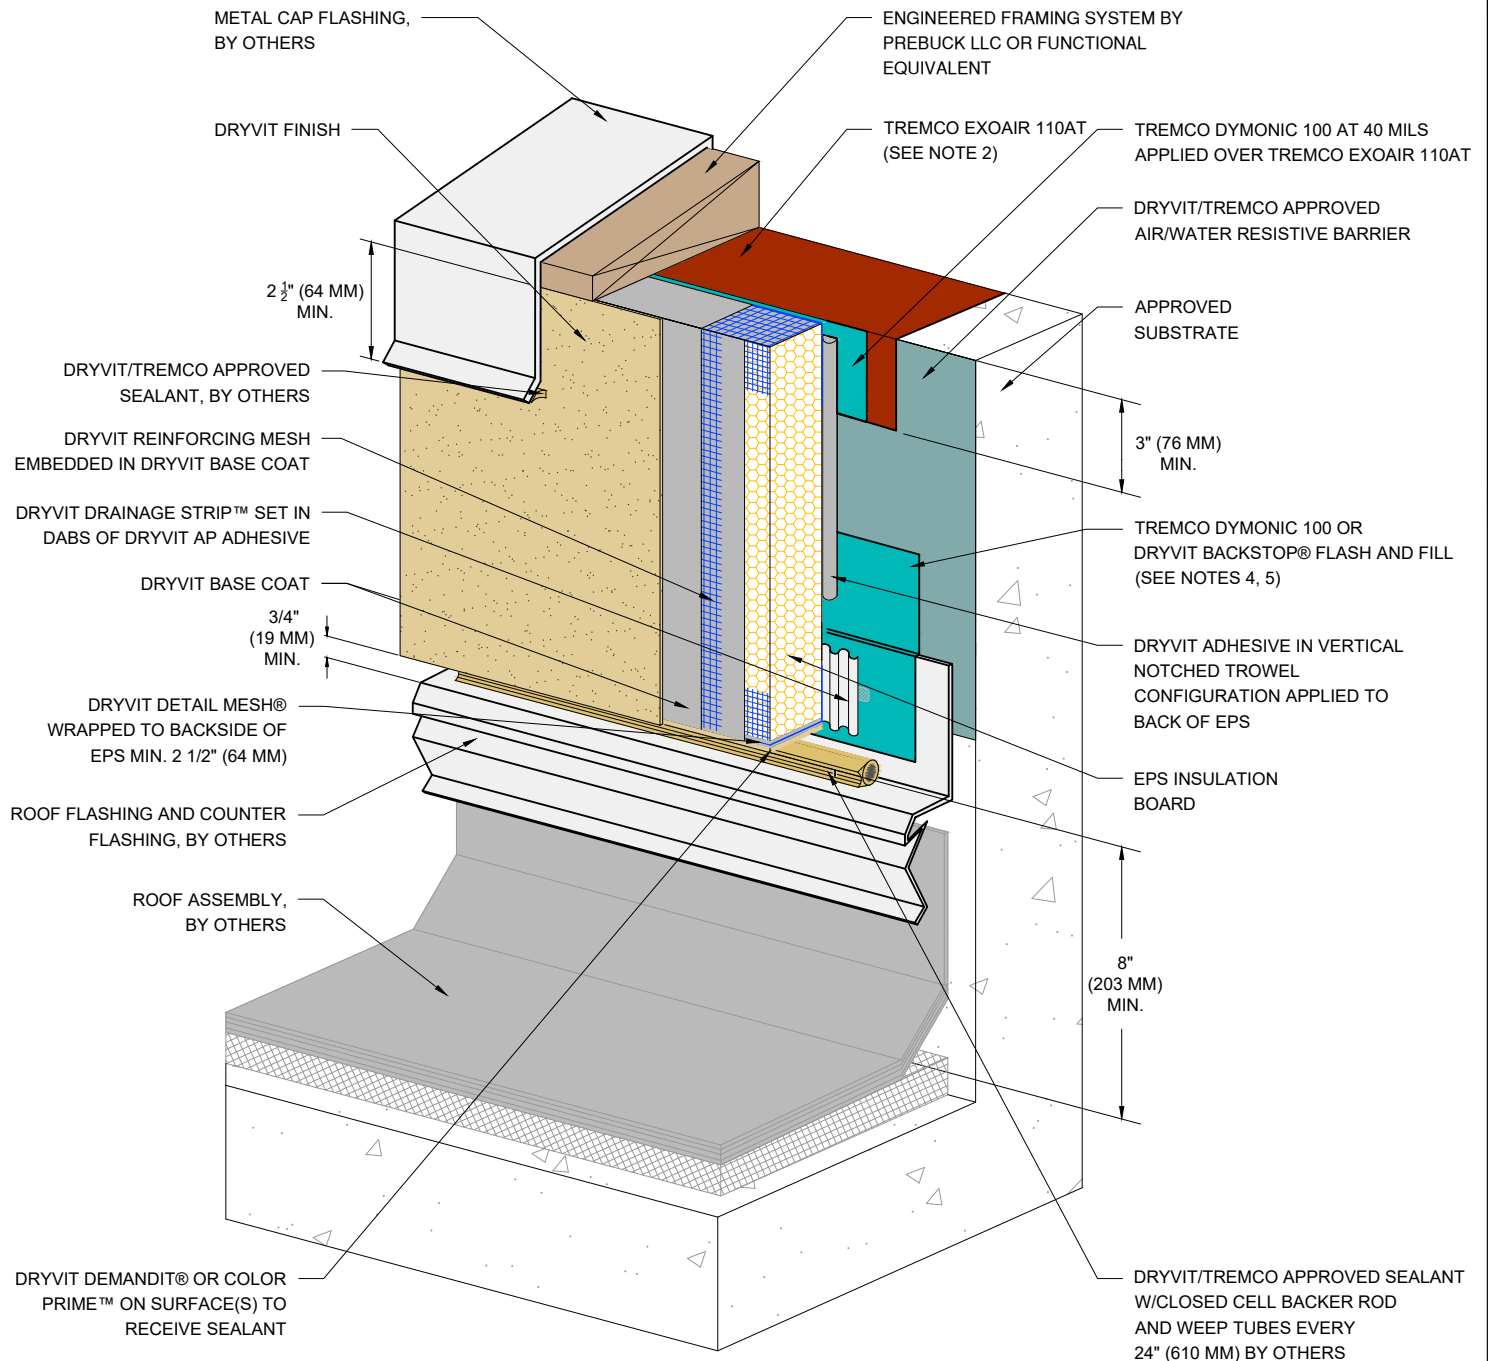 METAL CAP FLASHING,
BY OTHERS
ENGINEERED FRAMING SYSTEM BY
PREBUCK LLC OR FUNCTIONAL
EQUIVALENT
DRYVIT FINISH
TREMCO EXOAIR 110AT
(SEE NOTE 2)
TREMCO DYMONIC 100 AT 40 MILS
APPLIED OVER TREMCO EXOAIR 110AT
DRYVIT/TREMCO APPROVED
AIR/WATER RESISTIVE BARRIER
2 1/2" (64 MM)
MIN.
APPROVED
SUBSTRATE
DRYVIT/TREMCO APPROVED
SEALANT, BY OTHERS
DRYVIT REINFORCING MESH
EMBEDDED IN DRYVIT BASE COAT
3" (76 MM)
MIN.
DRYVIT DRAINAGE STRIP™ SET IN
DABS OF DRYVIT AP ADHESIVE
TREMCO DYMONIC 100 OR
DRYVIT BACKSTOP® FLASH AND FILL
(SEE NOTES 4, 5)
DRYVIT BASE COAT
3/4"
(19 MM)
MIN.
DRYVIT ADHESIVE IN VERTICAL
NOTCHED TROWEL
CONFIGURATION APPLIED TO
BACK OF EPS
DRYVIT DETAIL MESH®
WRAPPED TO BACKSIDE OF
EPS MIN. 2 1/2" (64 MM)
EPS INSULATION
BOARD
ROOF FLASHING AND COUNTER
FLASHING, BY OTHERS
ROOF ASSEMBLY,
BY OTHERS
8"
(203 MM)
MIN.
DRYVIT DEMANDIT® OR COLOR
PRIME™ ON SURFACE(S) TO
RECEIVE SEALANT
DRYVIT/TREMCO APPROVED SEALANT
W/CLOSED CELL BACKER ROD
AND WEEP TUBES EVERY
24" (610 MM) BY OTHERS